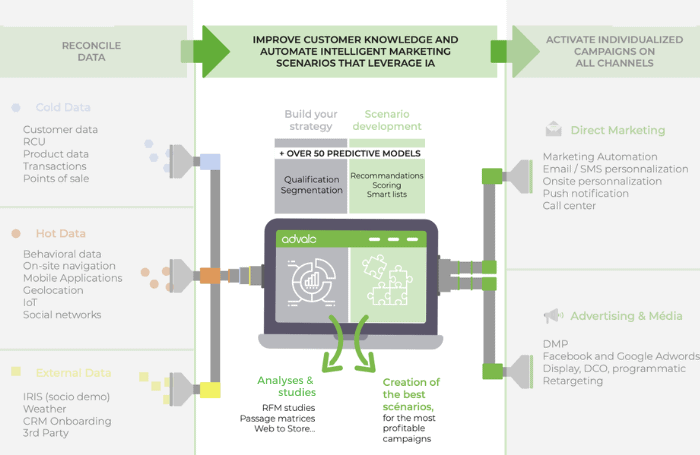 RECONCILE
DATA
IMPROVE CUSTOMER KNOWLEDGE AND
AUTOMATE INTELLIGENT MARKETING
SCENARIOS THAT LEVERAGE IA
ACTIVATE INDIVIDUALIZED
CAMPAIGNS ON
ALL CHANNELS
Cold Data
Customer data
RCU
Product data
Transactions
Points of sale
Hot Data
Behavioral data
On-site navigation
Mobile Applications
Geolocation
IoT
Social networks
External Data
IRIS (socio demo)
Weather
CRM Onboarding
3rd Party
Build your
strategy
Scenario
development
+ OVER 50 PREDICTIVE MODELS
Qualification
Segmentation
Recommandations
Scoring
Smart lists
advalo
Analyses &
studies
RFM studies
Passage matrices
Web to Store...
Creation of
the best
scénarios,
for the most
profitable
campaigns
Direct Marketing
Marketing Automation
Email / SMS personnalization
Onsite personnalization
Push notification
Call center
Advertising & Média
DMP
Facebook and Google Adwords
Display, DCO, programmatic
Retargeting